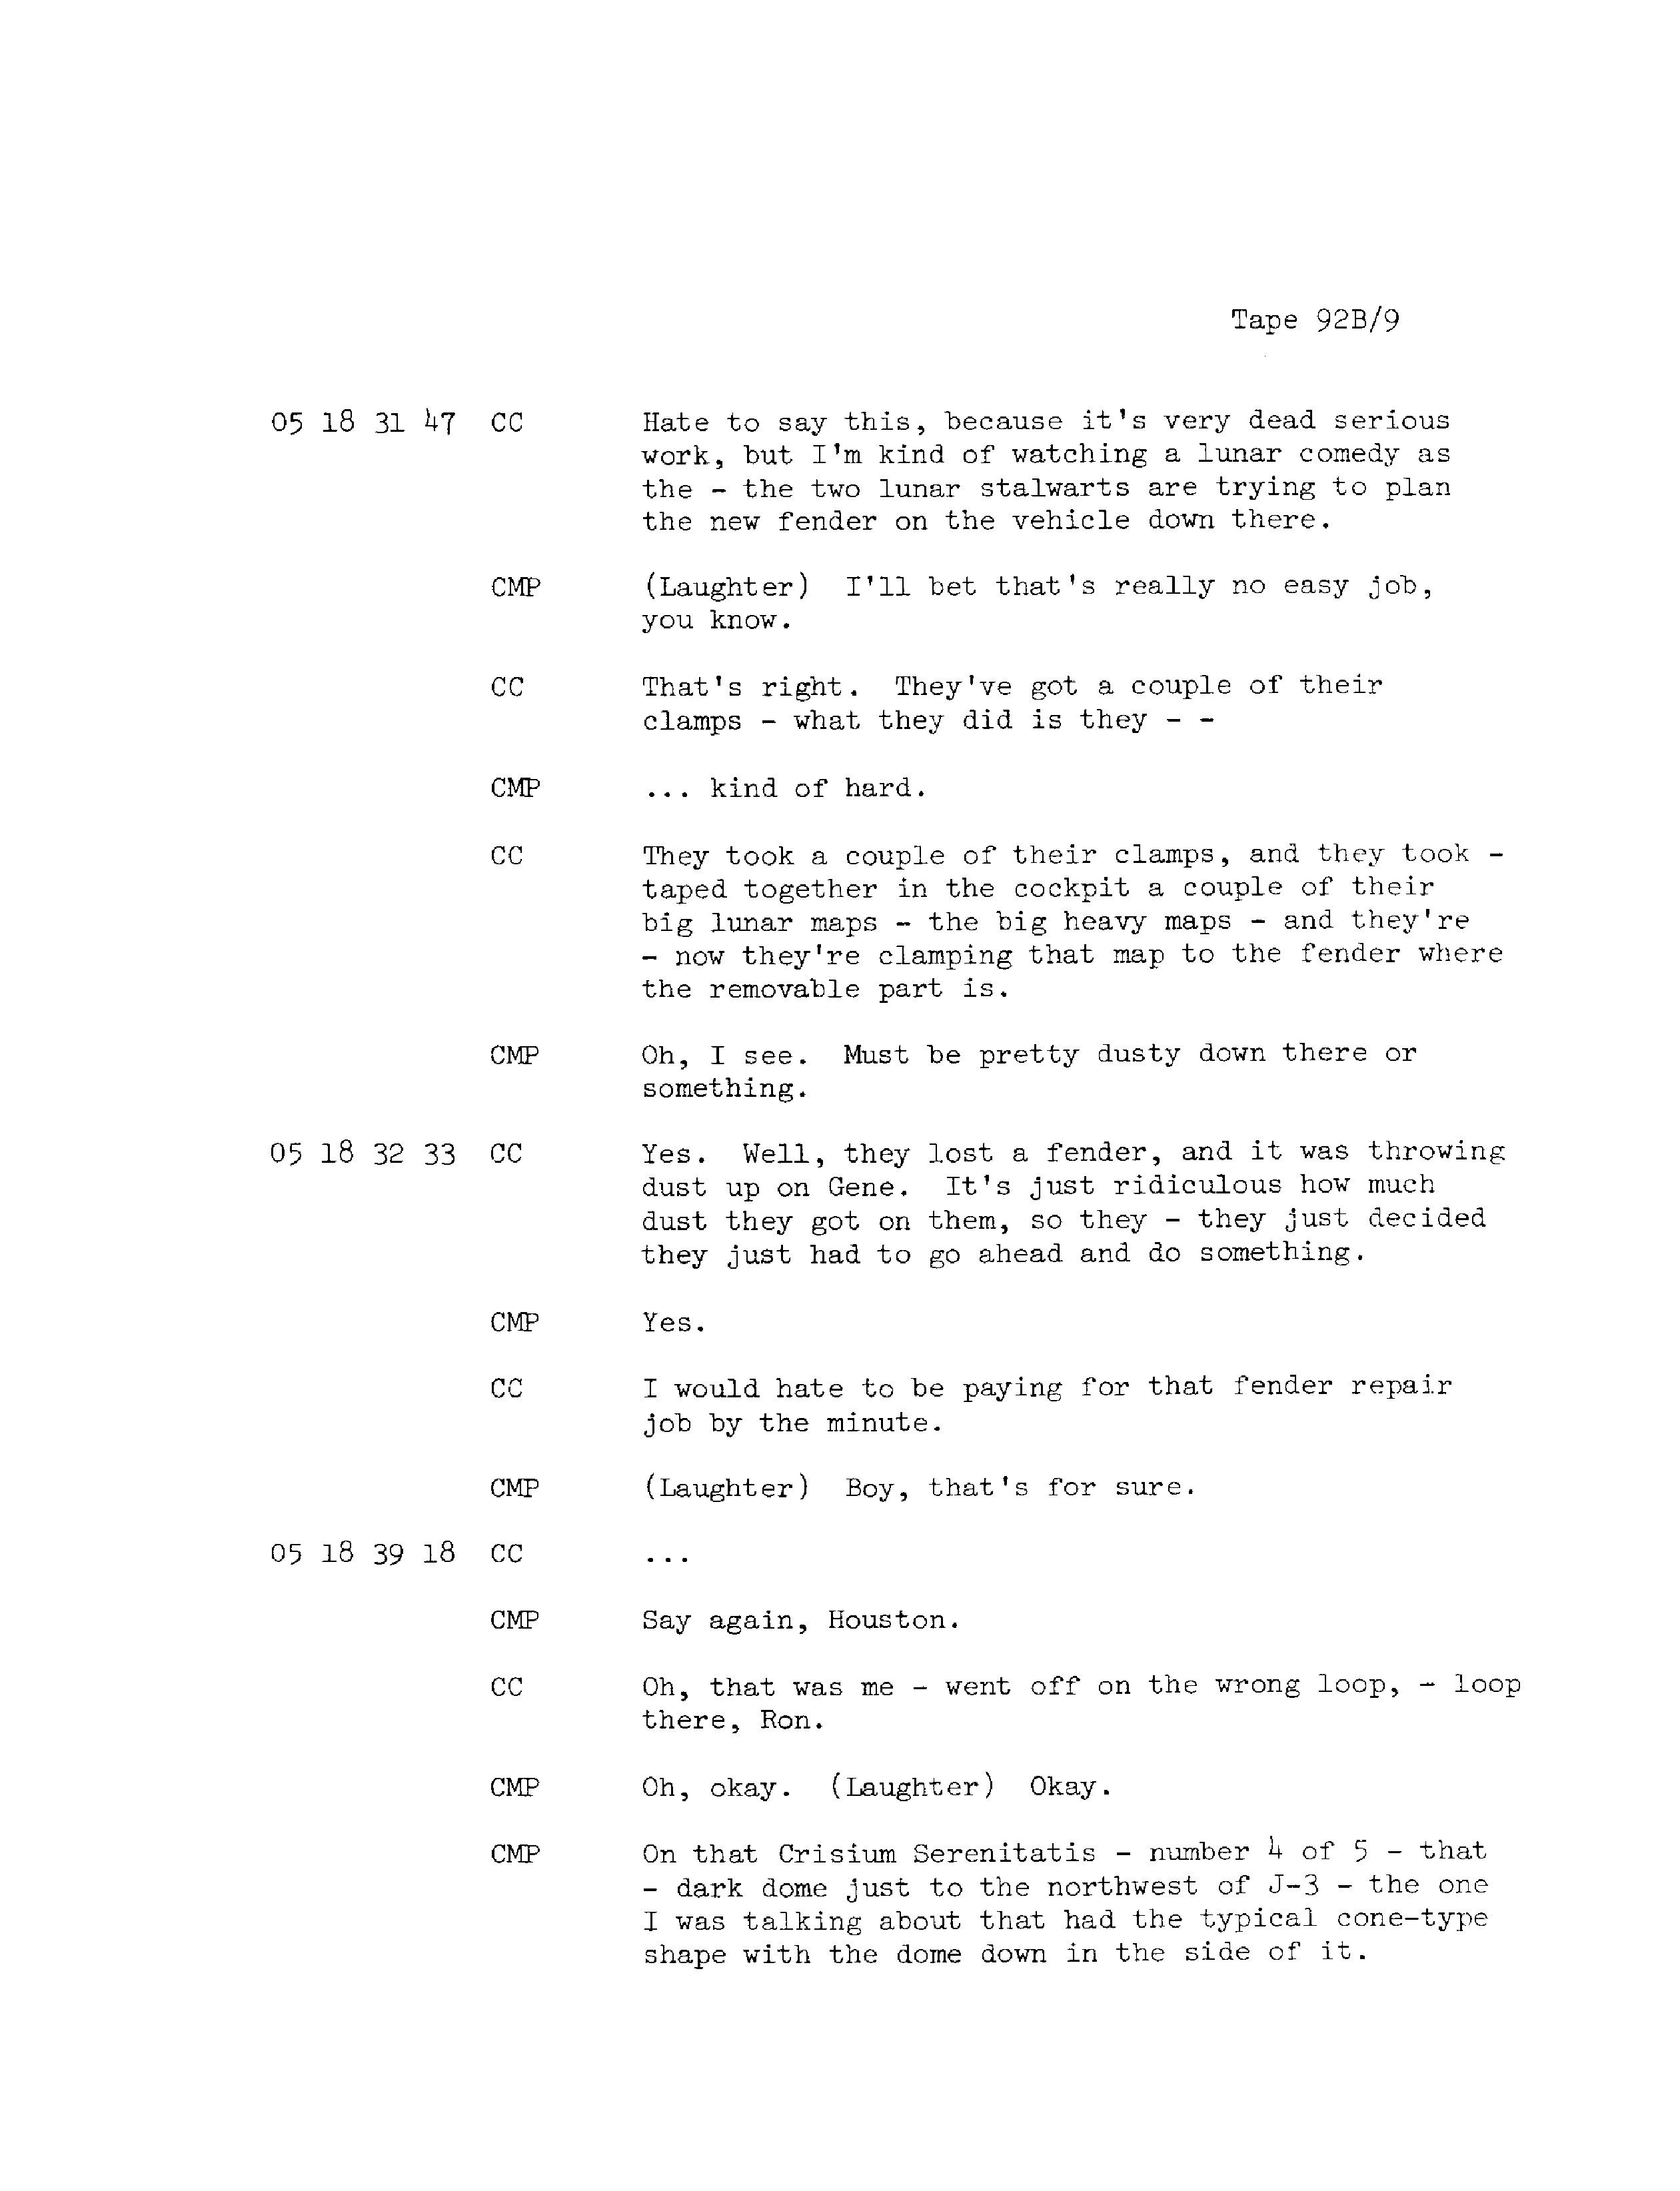 Tape 92B/9
05 18 31 47 CC Hate to say this, because it's very dead serious
work, but I'm kind of watching a lunar comedy as
the - the two lunar stalwarts are trying to plan
the new fender on the vehicle down there.
CMP (Laughter) I'll bet that's really no easy job,
you know.
CC That's right. They've got a couple of their
clamps - what they did is they - -
CMP ... kind of hard.
CC They took a couple of their clamps, and they took -
taped together in the cockpit a couple of their
big lunar maps - the big heavy maps - and they're
- now they're clamping that map to the fender where
the removable part is.
CMP Oh, I see. Must be pretty dusty down there or
something.
05 18 32 33 CC Yes. Well, they lost a fender, and it was throwing
dust up on Gene. It's just ridiculous how much
dust they got on them, so they - they just decided
they just had to go ahead and do something.
CMP Yes.
CC I would hate to be paying for that fender repair
job by the minute.
CMP (Laughter) Boy, that's for sure.
05 18 39 18 CC ...
CMP Say again, Houston.
CC Oh, that was me - went off on the wrong loop, - loop
there, Ron.
CMP Oh, okay. (Laughter) Okay.
CMP On that Crisium Serenitatis - number 4 of 5 - that
- dark dome just to the northwest of J-3 - the one
I was talking about that had the typical cone-type
shape with the dome down in the side of it.